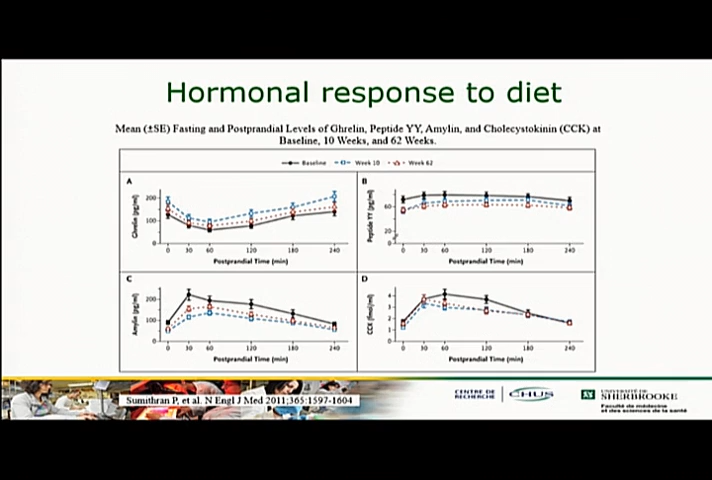 Hormonal response to diet
Mean (±SE) Fasting and Postprandial Levels of Ghrelin, Peptide YY, Amylin, and Cholecystokinin (CCK) at
Baseline, 10 Weeks, and 62 Weeks.
Baseline Week 10 Week 62
A
Ghrelin (pg/ml)
200
100
0
0 30 60 120 180 240
Postprandial Time (min)
B
Peptide YY (pg/ml)
60
20
0
0 30 60 120 180 240
Postprandial Time (min)
C
Amylin (pg/ml)
200
100
0
0 30 60 120 180 240
Postprandial Time (min)
D
CCK (fmol/ml)
4
3
2
1
0
0 30 60 120 180 240
Postprandial Time (min)
Sumithran P, et al. N Engl J Med 2011;365:1597-1604
CENTRE DE
RECHERCHE
CHUS
UNIVERSITÉ DE
SHERBROOKE
Faculté de médecine
et des sciences de la santé